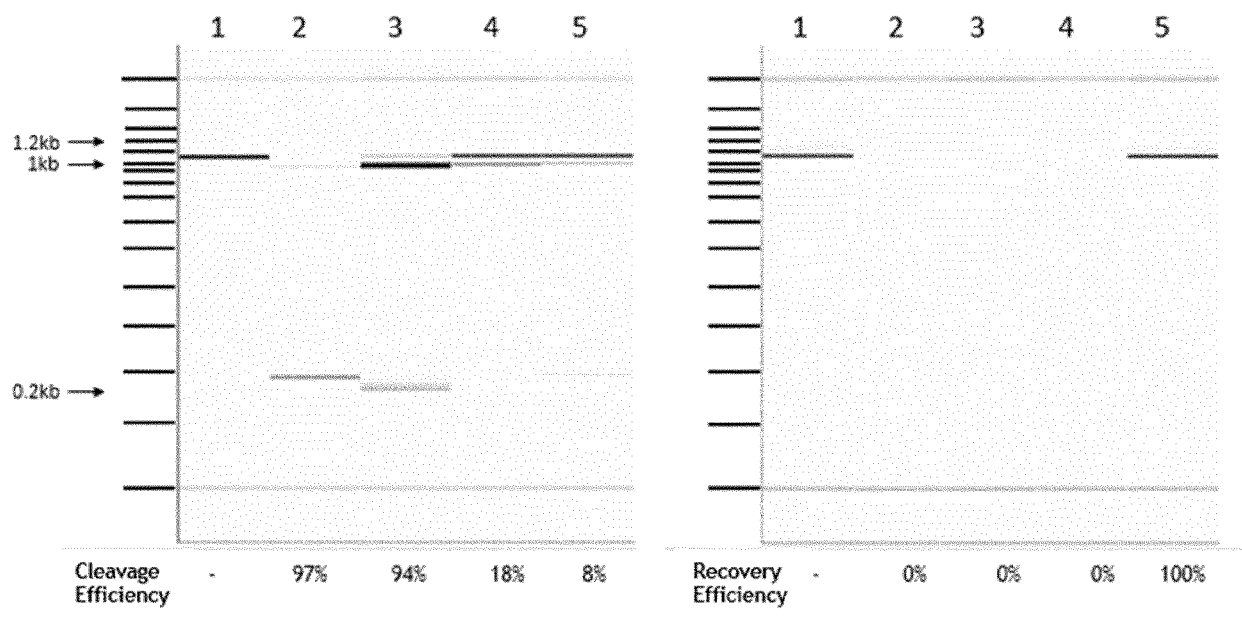 1 2 3 4 5
1.2kb
1kb
0.2kb
Cleavage Efficiency - 97% 94% 18% 8%
1 2 3 4 5
Recovery Efficiency - 0% 0% 0% 100%